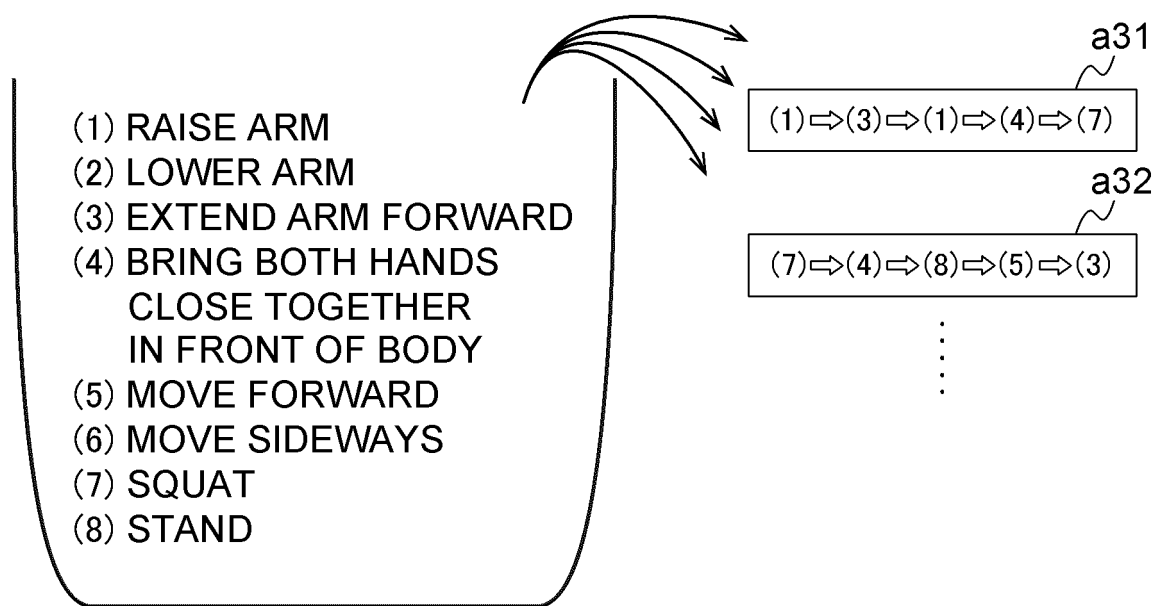 (1) RAISE ARM
(2) LOWER ARM
(3) EXTEND ARM FORWARD
(4) BRING BOTH HANDS
CLOSE TOGETHER
IN FRONT OF BODY
(5) MOVE FORWARD
(6) MOVE SIDEWAYS
(7) SQUAT
(8) STAND
a31
(1)⇨(3)⇨(1)⇨(4)⇨(7)
a32
(7)⇨(4)⇨(8)⇨(5)⇨(3)